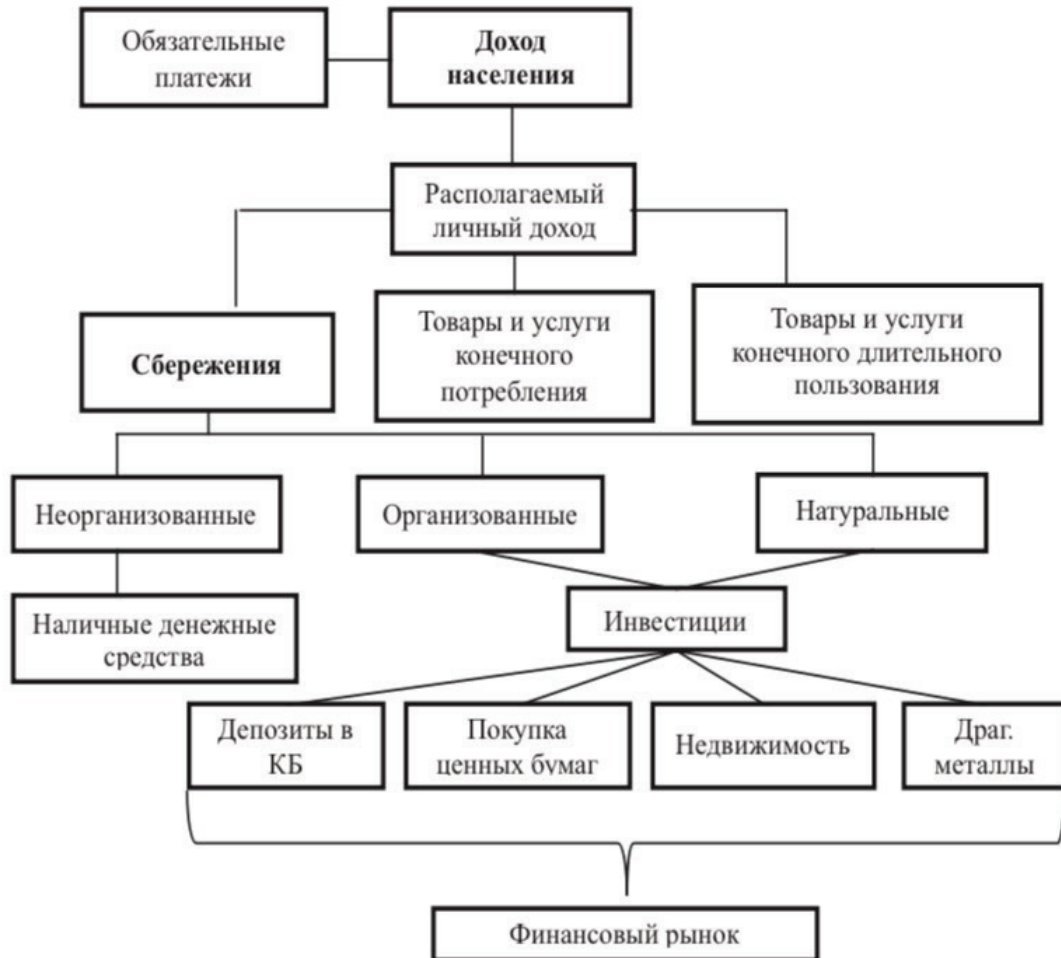 Обязательные
платежи
Доход
населения
Располагаемый
личный доход
Сбережения
Товары и услуги
конечного
потребления
Товары и услуги
конечного длительного
пользования
Неорганизованные
Организованные
Натуральные
Наличные денежные
средства
Инвестиции
Депозиты в
КБ
Покупка
ценных бумаг
Недвижимость
Драг.
металлы
Финансовый рынок